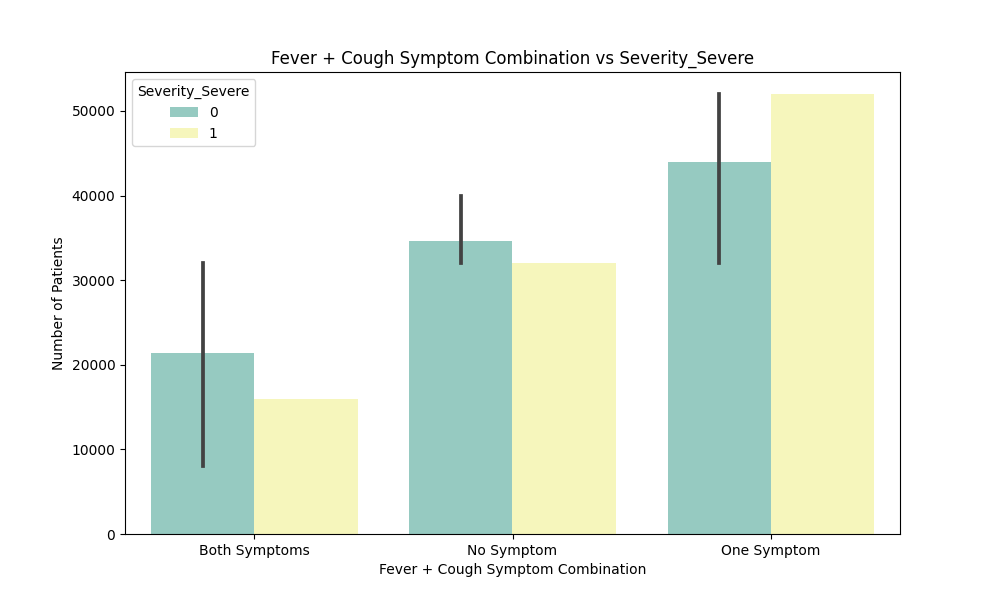 Fever + Cough Symptom Combination vs Severity_Severe
Severity_Severe
0
1
50000
40000
30000
20000
10000
0
Number of Patients
Both Symptoms
No Symptom
One Symptom
Fever + Cough Symptom Combination